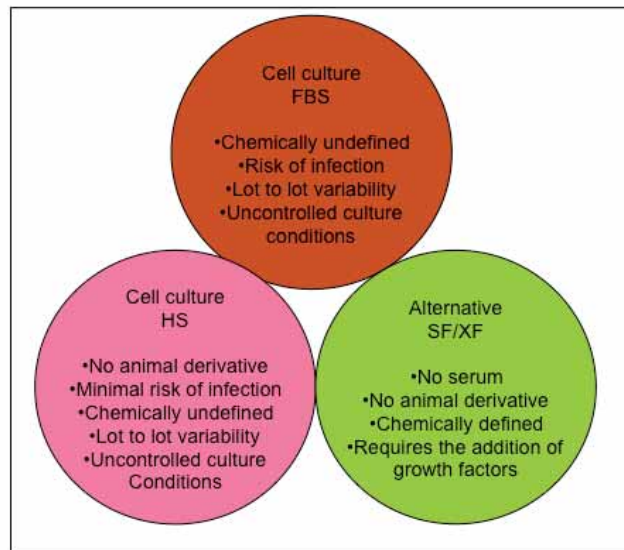 Cell culture
FBS
•Chemically undefined
•Risk of infection
•Lot to lot variability
•Uncontrolled culture
conditions
Cell culture
HS
•No animal derivative
•Minimal risk of infection
•Chemically undefined
•Lot to lot variability
•Uncontrolled culture
Conditions
Alternative
SF/XF
•No serum
•No animal derivative
•Chemically defined
•Requires the addition of
growth factors